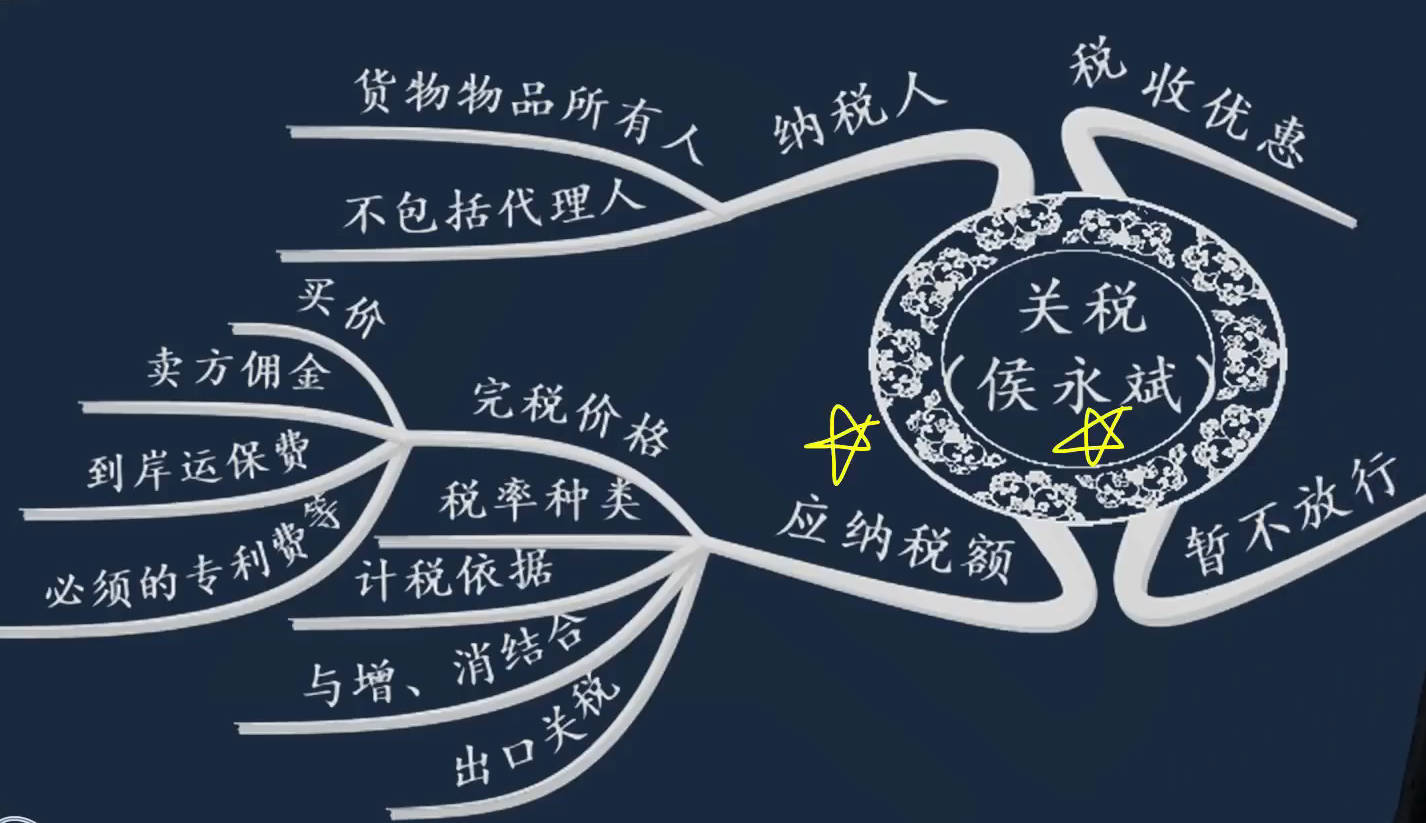 税收优惠
纳税人
货物物品所有人
不包括代理人
关税
(侯永斌)
买价
卖方佣金
完税价格
到岸运保费
税率种类
必须的专利费等
应纳税额
暂不放行
计税依据
与增、消结合
出口关税